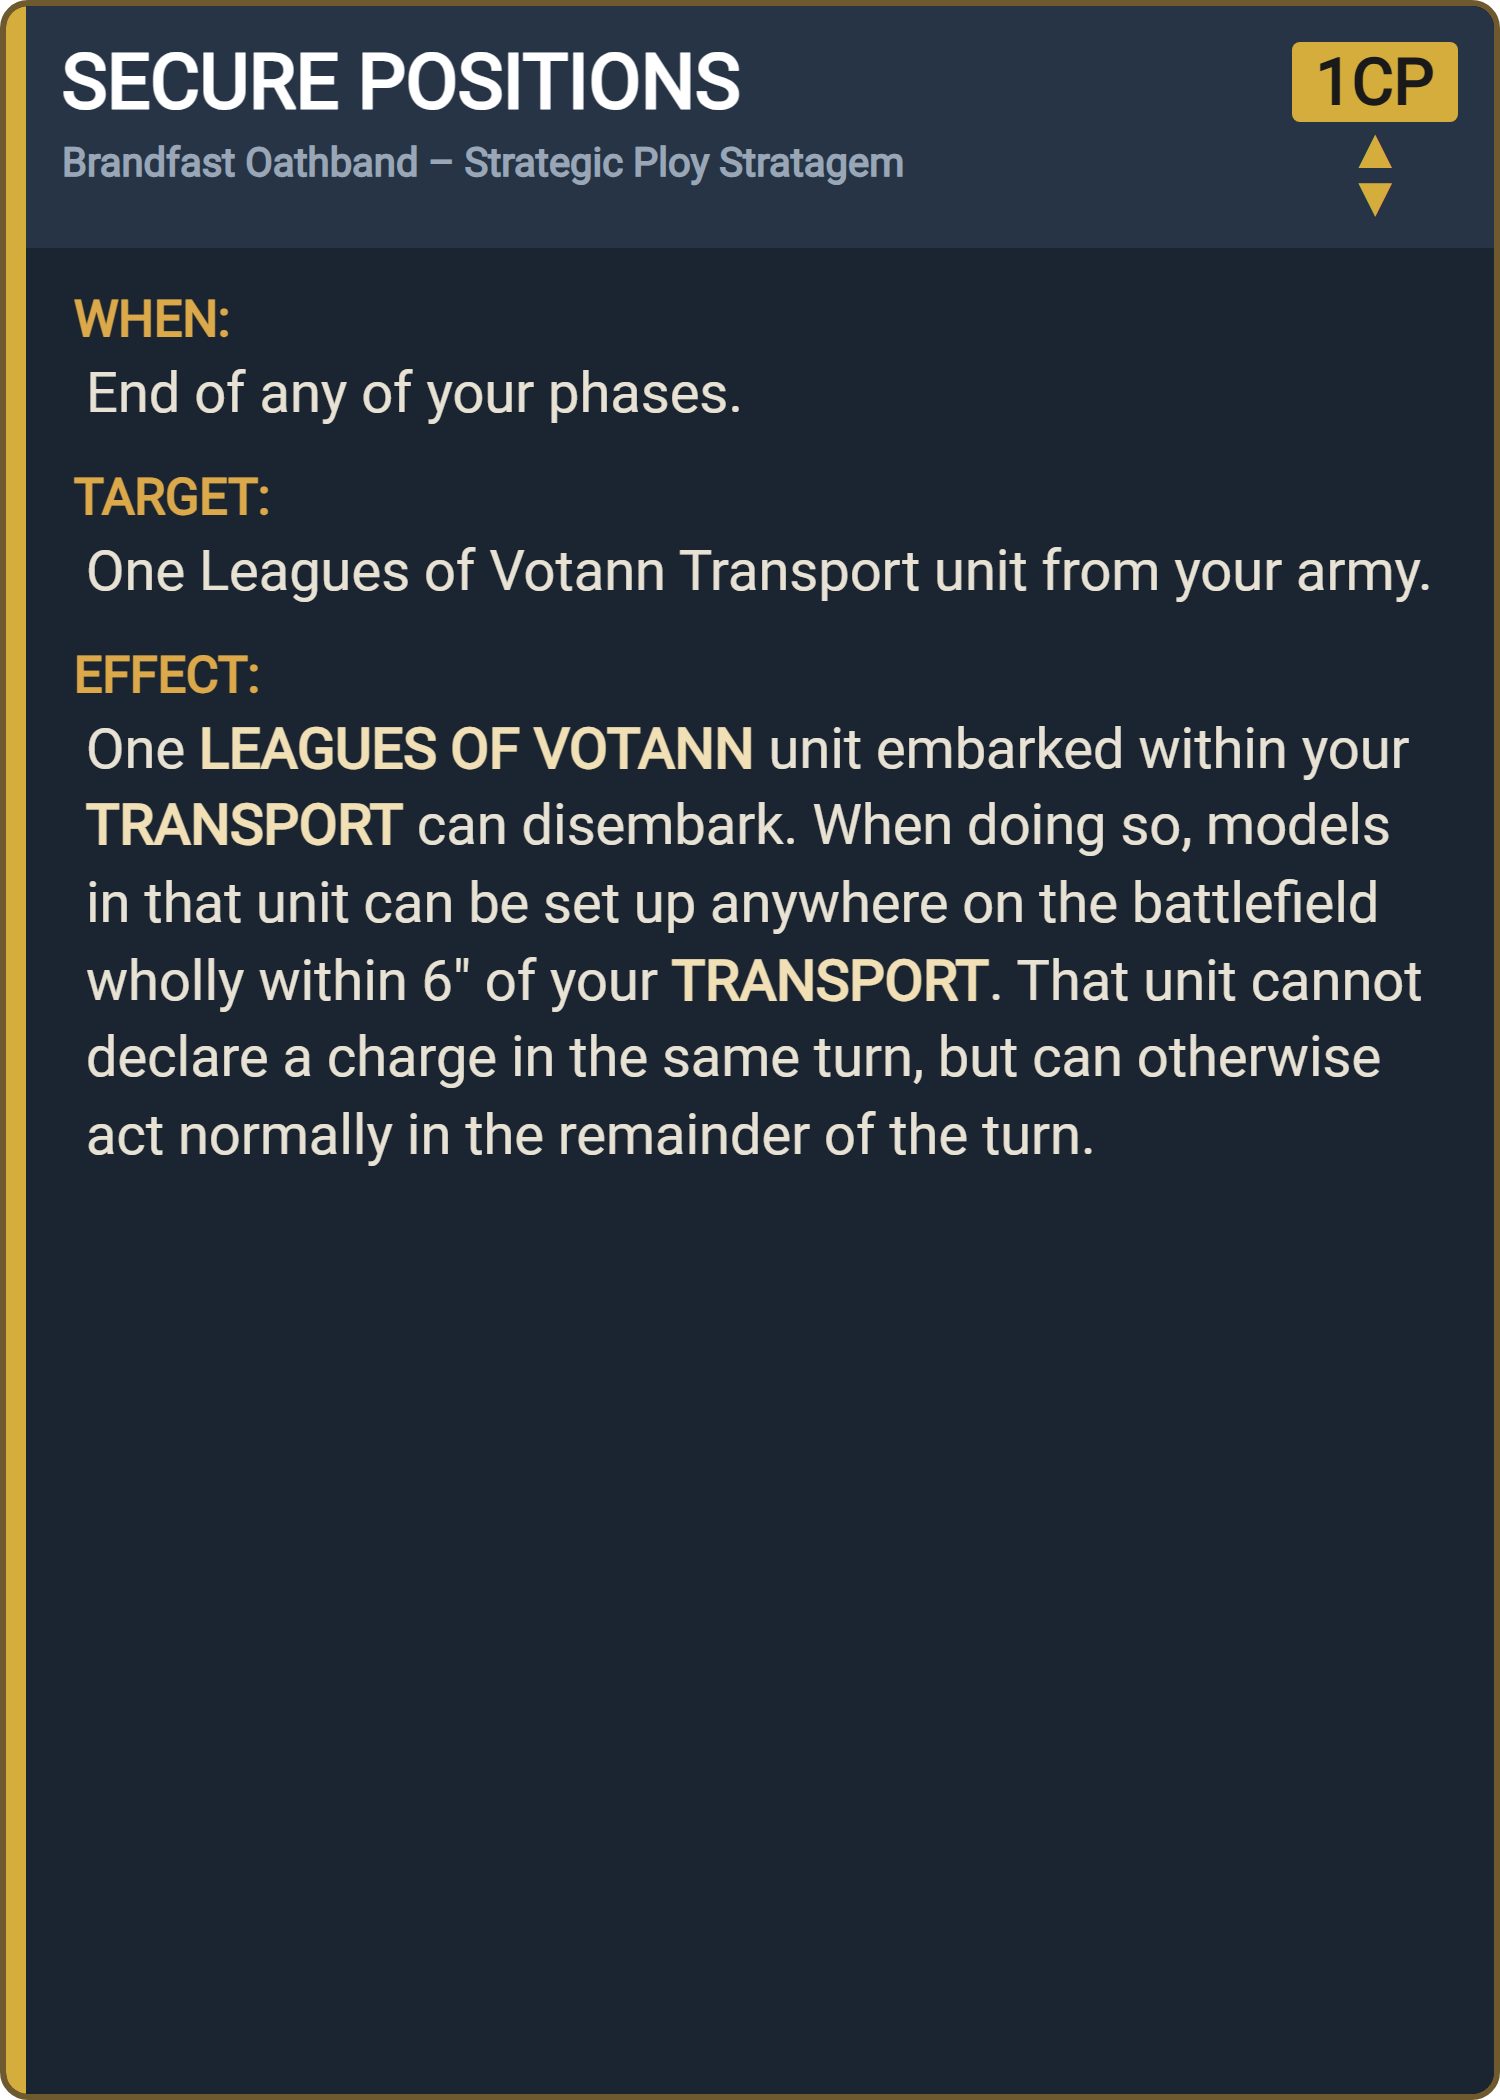 SECURE POSITIONS
1CP
Brandfast Oathband – Strategic Ploy Stratagem
WHEN:
End of any of your phases.
TARGET:
One Leagues of Votann Transport unit from your army.
EFFECT:
One LEAGUES OF VOTANN unit embarked within your
TRANSPORT can disembark. When doing so, models
in that unit can be set up anywhere on the battlefield
wholly within 6" of your TRANSPORT. That unit cannot
declare a charge in the same turn, but can otherwise
act normally in the remainder of the turn.